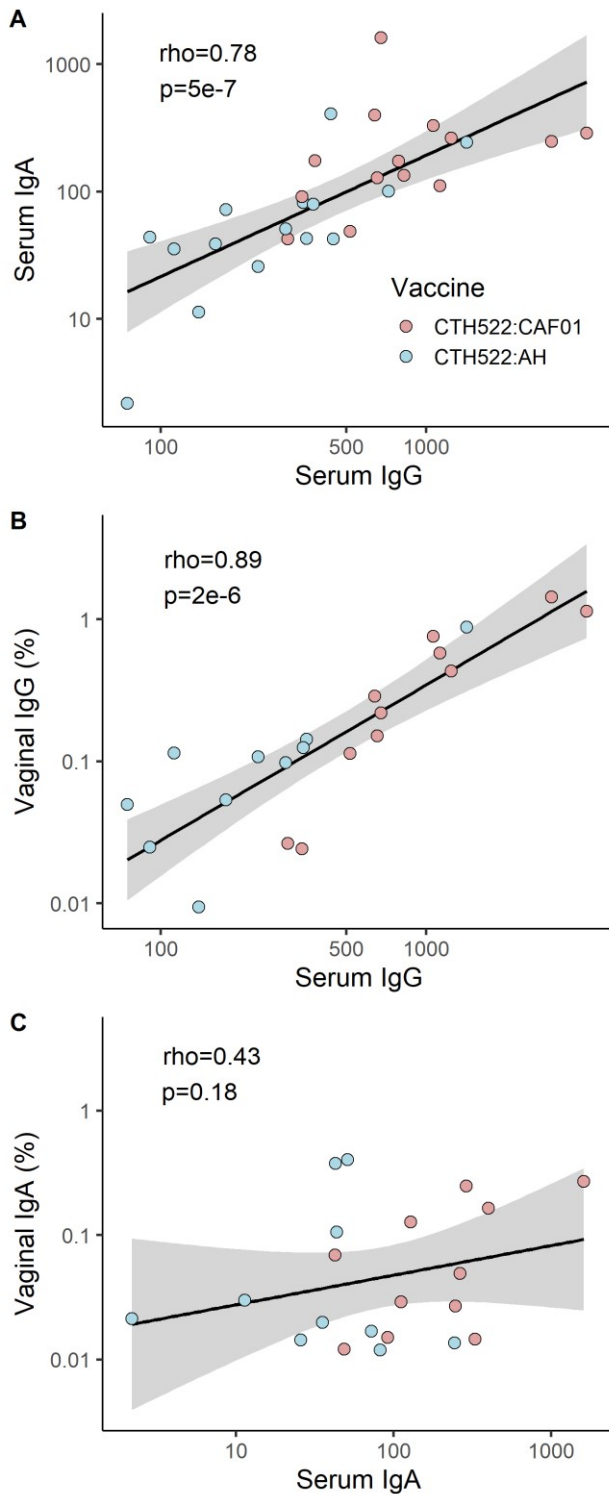 A
rho=0.78
p=5e-7
1000
100
10
Serum IgA
Vaccine
CTH522:CAF01
CTH522:AH
100 500 1000
Serum IgG
B
rho=0.89
p=2e-6
1
0.1
0.01
Vaginal IgG (%)
100 500 1000
Serum IgG
C
rho=0.43
p=0.18
1
0.1
0.01
Vaginal IgA (%)
10 100 1000
Serum IgA